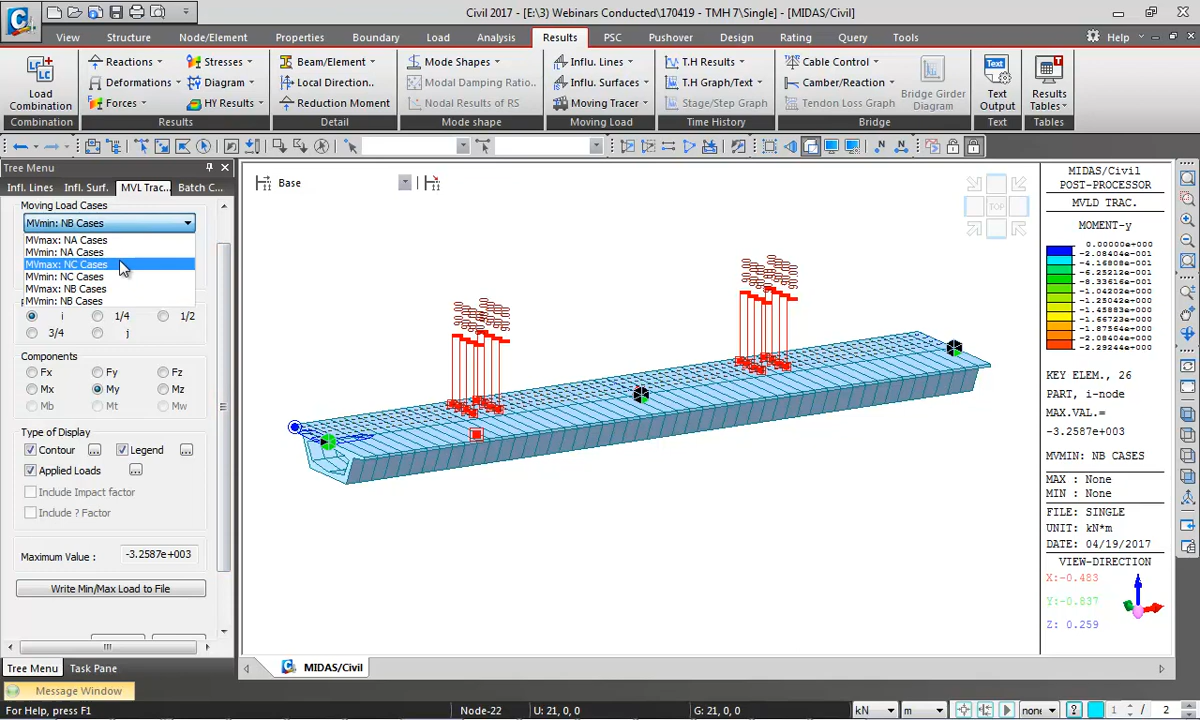 Civil 2017 - [E:\3) Webinars Conducted\170419 - TMH 7\Single] - [MIDAS/Civil]
View Structure Node/Element Properties Boundary Load Analysis Results PSC Pushover Design Rating Query Tools Help
Load Combination
Reactions
Deformations
Forces
Stresses
Diagram
HY Results
Beam/Element
Local Direction..
Reduction Moment
Mode Shapes
Modal Damping Ratio..
Nodal Results of RS
Influ. Lines
Influ. Surfaces
Moving Tracer
T.H Results
T.H Graph/Text
Stage/Step Graph
Cable Control
Camber/Reaction
Tendon Loss Graph
Bridge Girder Diagram
Text Output
Results Tables
Combination Results Detail Mode shape Moving Load Time History Bridge Text Tables
Tree Menu
Infl. Lines Infl. Surf. MVL Trac... Batch C...
Moving Load Cases
MVmin: NB Cases
MVmax: NA Cases
MVmin: NA Cases
MVmax: NC Cases
MVmin: NC Cases
MVmax: NB Cases
MVmin: NB Cases
i 1/4 1/2
3/4 j
Components
Fx Fy Fz
Mx My Mz
Mb Mt Mw
Type of Display
Contour ... Legend ...
Applied Loads ...
Include Impact factor
Include ? Factor
Maximum Value : -3.2587e+003
Write Min/Max Load to File
Tree Menu Task Pane
Message Window
Base
TOP
MIDAS/Civil
MIDAS/Civil
POST-PROCESSOR
MVLD TRAC.
MOMENT-y
0.00000e+000
-2.08404e-001
-4.16808e-001
-6.25212e-001
-8.33616e-001
-1.04202e+000
-1.25042e+000
-1.45883e+000
-1.66723e+000
-1.87564e+000
-2.08404e+000
-2.29244e+000
KEY ELEM., 26
PART, i-node
MAX.VAL.=
-3.2587e+003
MVMIN: NB CASES
MAX : None
MIN : None
FILE: SINGLE
UNIT: kN*m
DATE: 04/19/2017
VIEW-DIRECTION
X:-0.483
Y:-0.837
Z: 0.259
For Help, press F1 Node-22 U: 21, 0, 0 G: 21, 0, 0 kN m none ? 1 / 2